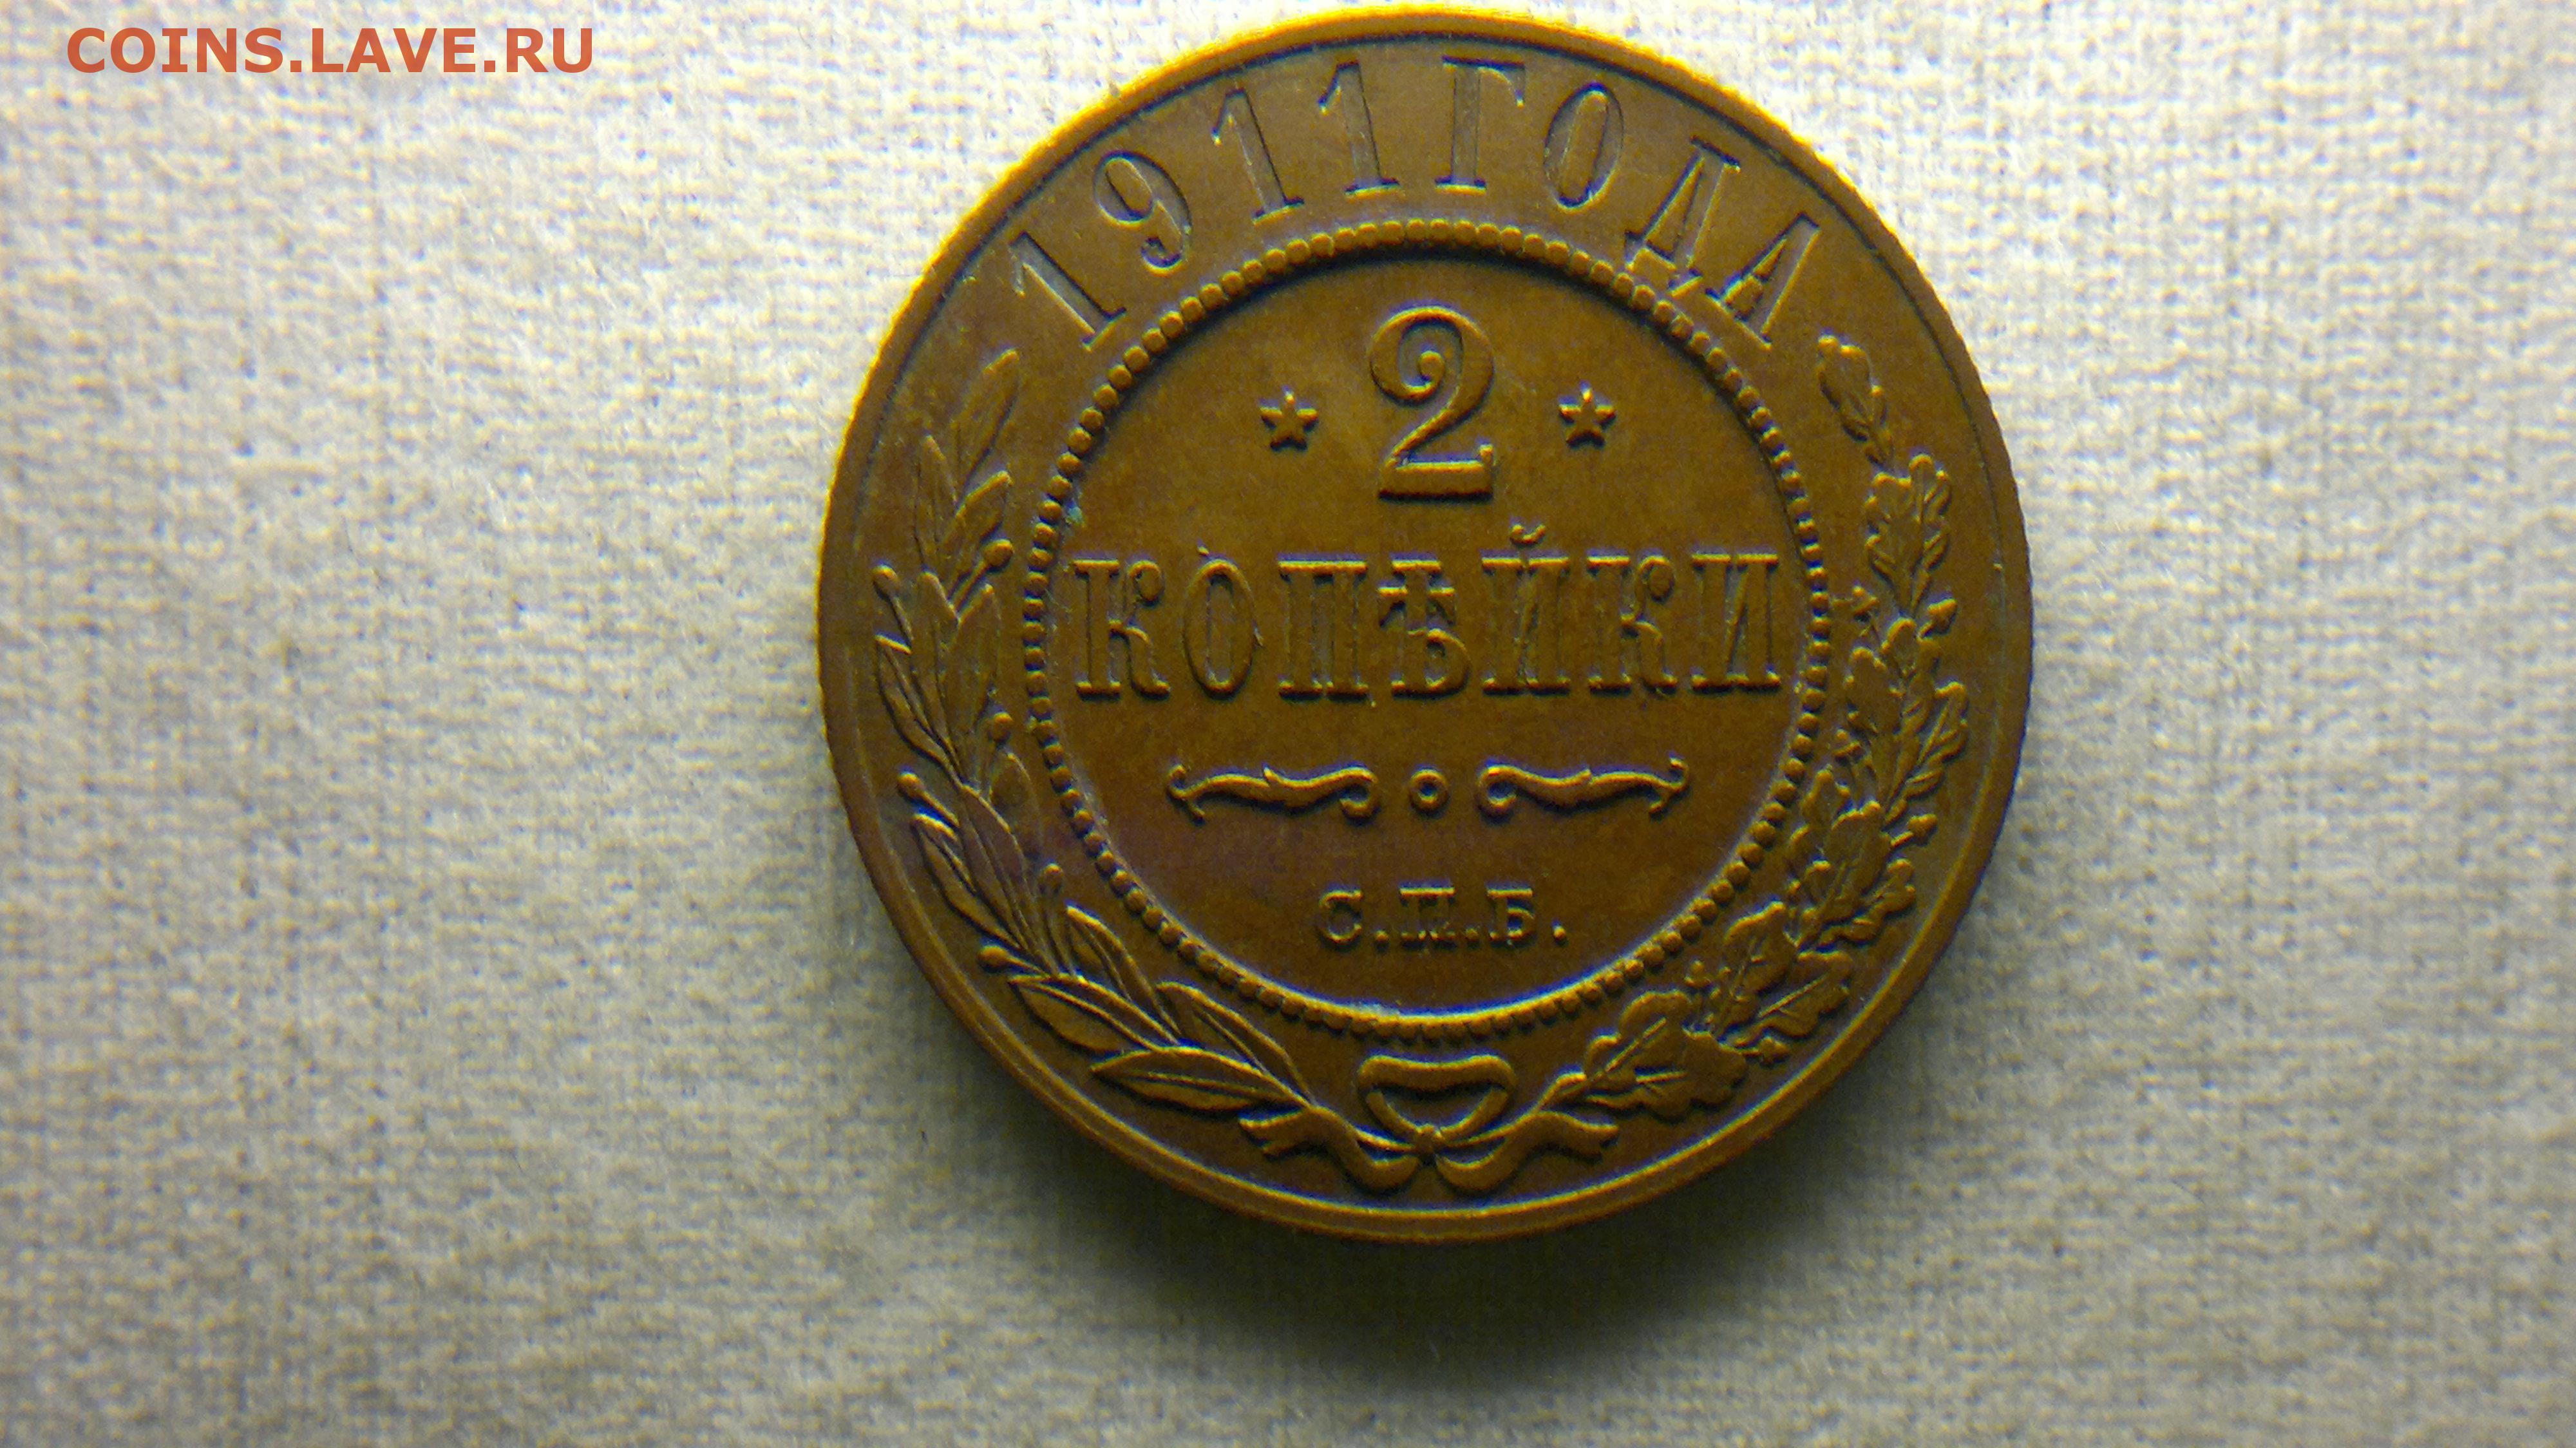 COINS.LAVE.RU
1911 ГОДА
2
КОПѢЙКИ
С.П.Б.